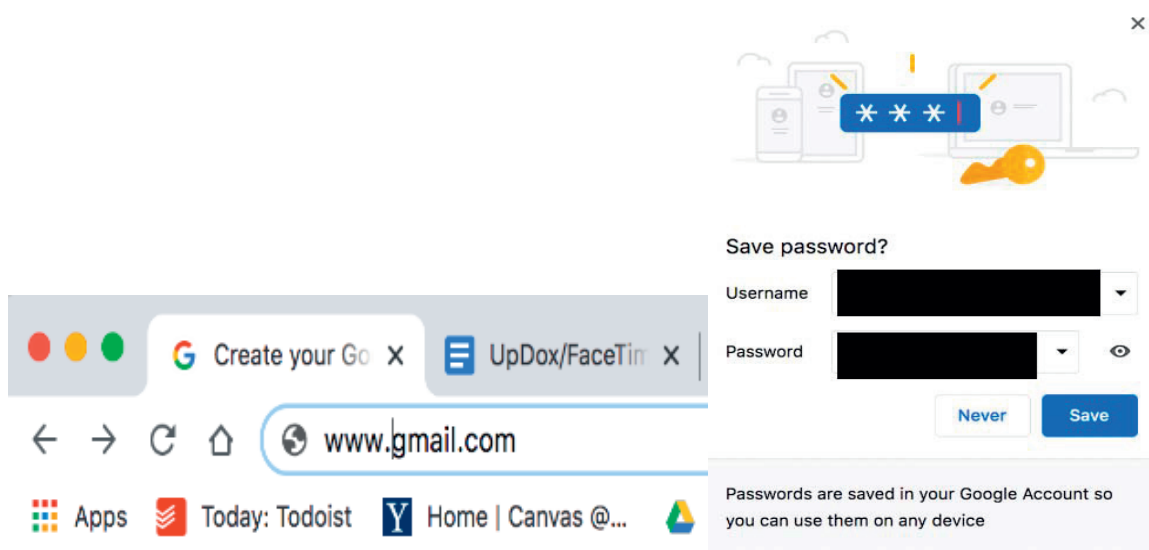 Create your Go
UpDox/FaceTim
www.gmail.com
Apps Today: Todoist Y Home | Canvas @...
* * *
Save password?
Username
Password
Never Save
Passwords are saved in your Google Account so
you can use them on any device